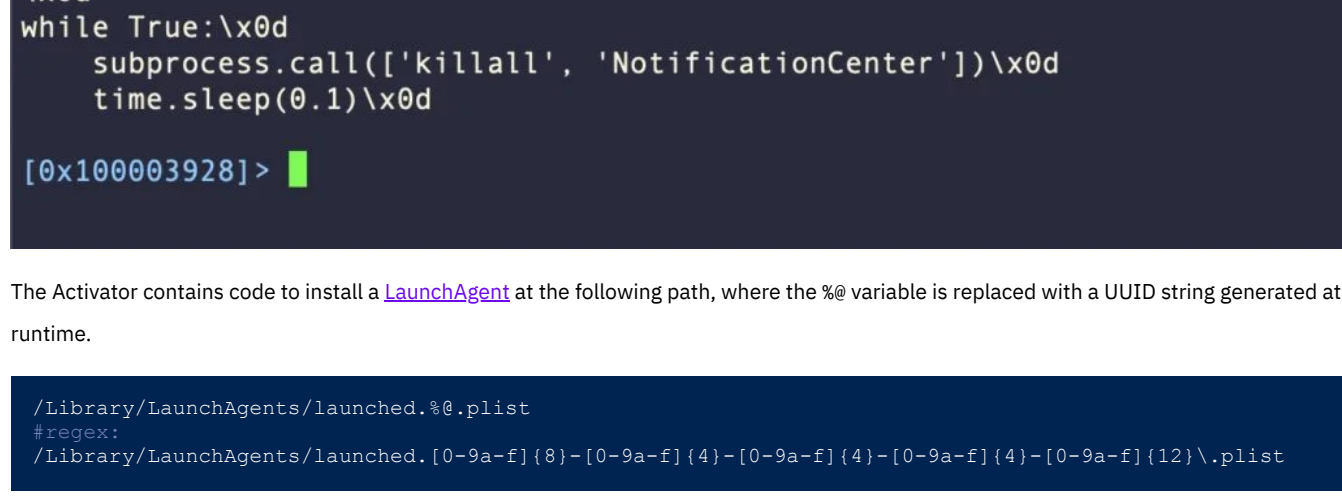 while True:\x0d
subprocess.call(['killall', 'NotificationCenter'])\x0d
time.sleep(0.1)\x0d
[0x100003928]>
The Activator contains code to install a LaunchAgent at the following path, where the %@ variable is replaced with a UUID string generated at
runtime.
/Library/LaunchAgents/launched.%@.plist
#regex:
/Library/LaunchAgents/launched.[0-9a-f]{8}-[0-9a-f]{4}-[0-9a-f]{4}-[0-9a-f]{4}-[0-9a-f]{12}\.plist